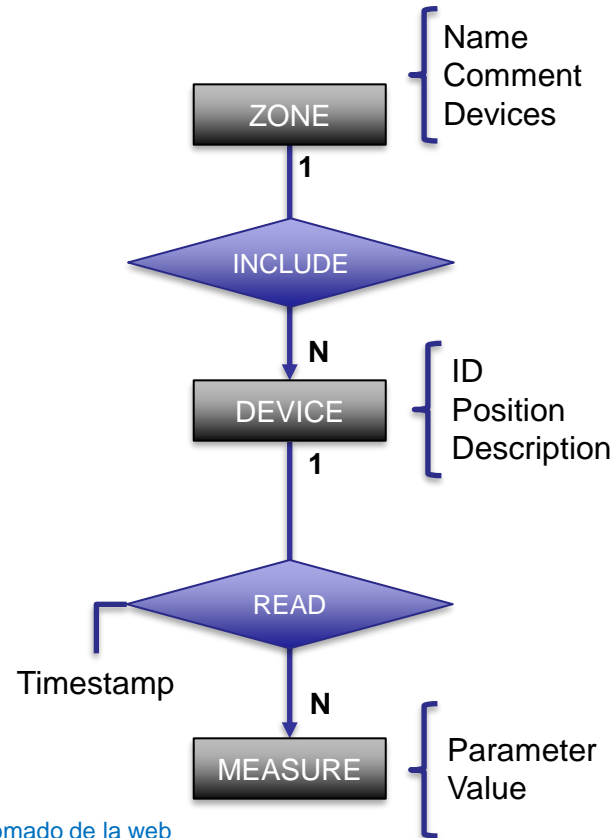 Name
Comment
Devices
ZONE
1
INCLUDE
N
DEVICE
ID
Position
Description
1
READ
Timestamp
N
MEASURE
Parameter
Value
omado de la web